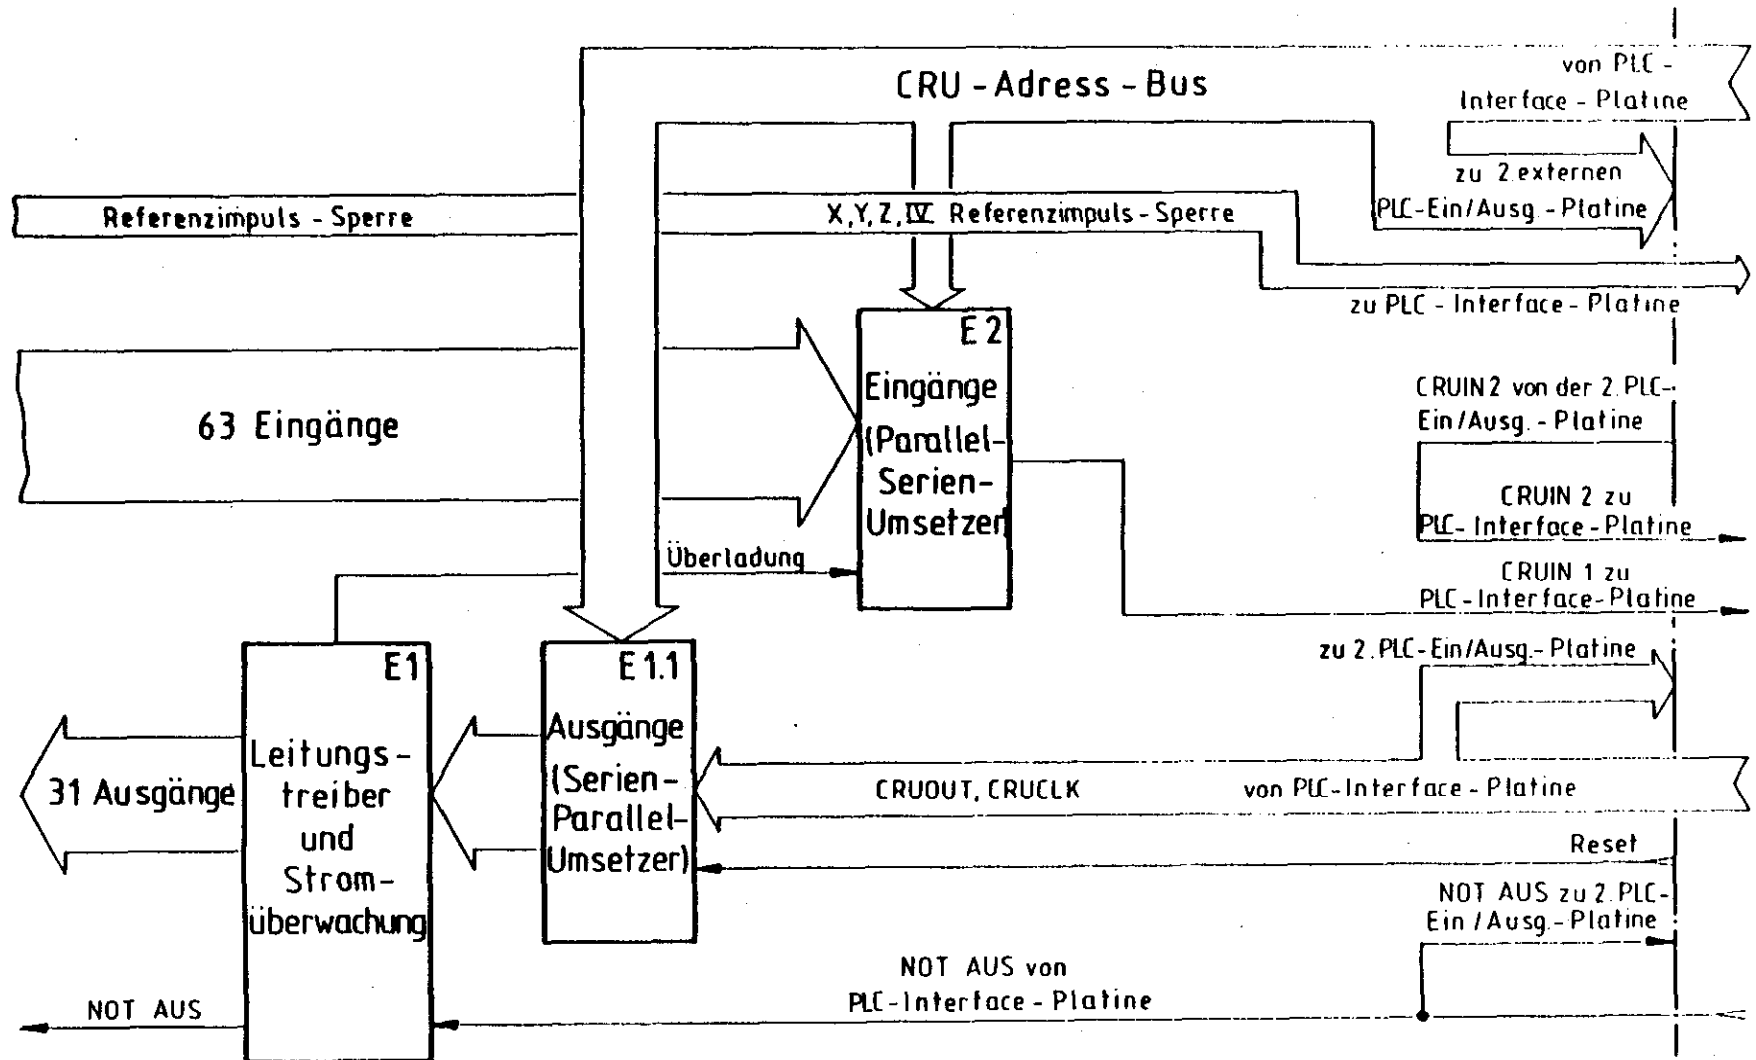 CRU - Adress - Bus
von PLC -
Interface - Platine
zu 2. externen
PLC-Ein/Ausg. - Platine
Referenzimpuls - Sperre
X, Y, Z, IV Referenzimpuls - Sperre
zu PLC - Interface - Platine
63 Eingänge
E 2
Eingänge
(Parallel-
Serien-
Umsetzer)
CRUIN 2 von der 2. PLC-
Ein/Ausg. - Platine
CRUIN 2 zu
PLC- Interface - Platine
Überladung
CRUIN 1 zu
PLC - Interface - Platine
zu 2. PLC-Ein/Ausg.- Platine
E1
Leitungs -
treiber
und
Strom-
überwachung
E 1.1
Ausgänge
(Serien-
Parallel-
Umsetzer)
31 Ausgänge
CRUOUT, CRUCLK
von PLC-Interface - Platine
Reset
NOT AUS zu 2. PLC-
Ein / Ausg.- Platine
NOT AUS von
PLC-Interface - Platine
NOT AUS